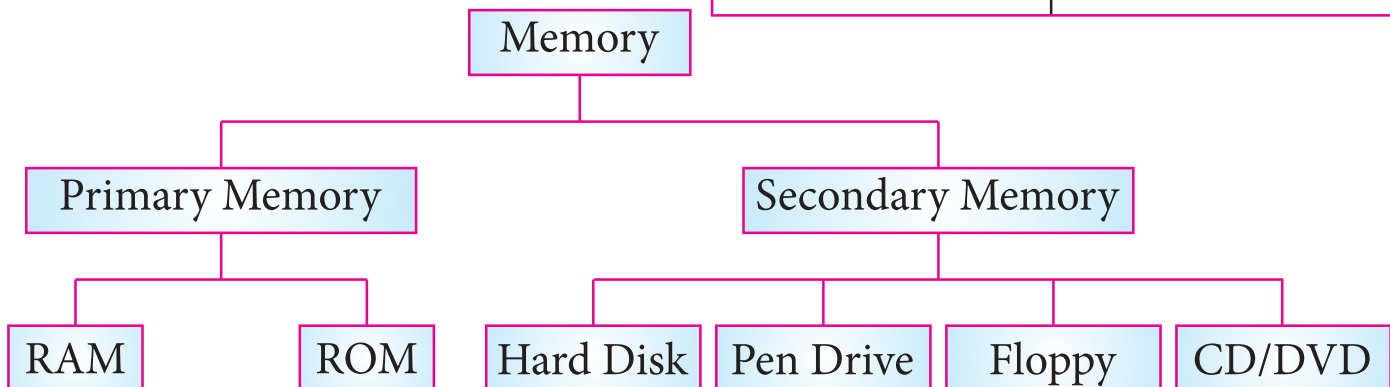 Memory
Primary Memory
Secondary Memory
RAM
ROM
Hard Disk
Pen Drive
Floppy
CD/DVD